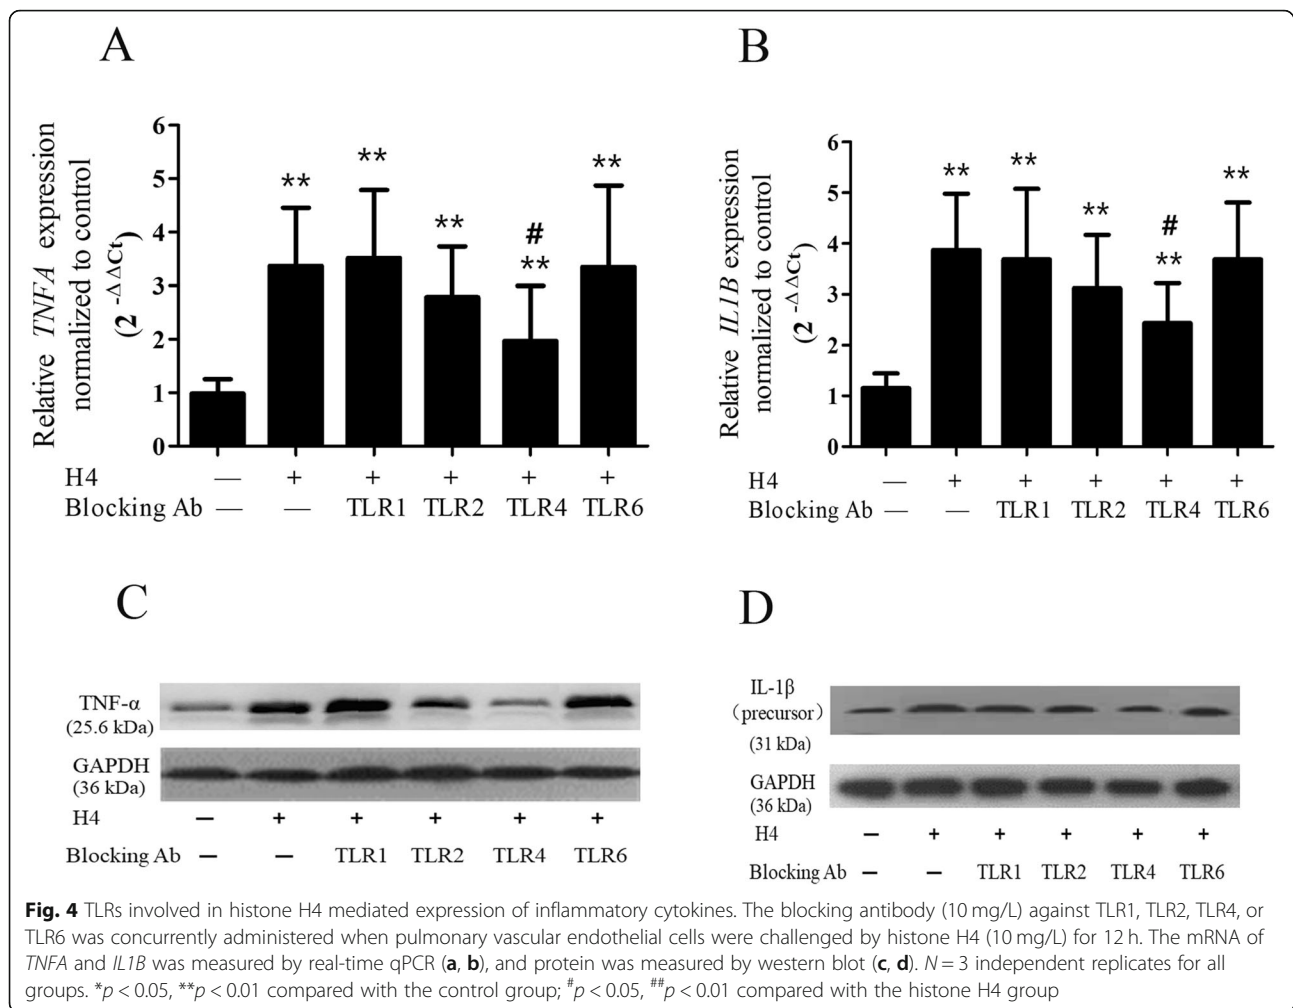 A
Relative TNFA expression
normalized to control
(2 -ΔΔCt)
6
5
4
3
2
1
0
** ** ** # ** **
H4 — + + + + +
Blocking Ab — — TLR1 TLR2 TLR4 TLR6
B
Relative IL1B expression
normalized to control
(2 -ΔΔCt)
6
5
4
3
2
1
0
** ** ** # ** **
H4 — + + + + +
Blocking Ab — — TLR1 TLR2 TLR4 TLR6
C
TNF-α
(25.6 kDa)
GAPDH
(36 kDa)
H4 – + + + + +
Blocking Ab – – TLR1 TLR2 TLR4 TLR6
D
IL-1β
(precursor)
(31 kDa)
GAPDH
(36 kDa)
H4 – + + + + +
Blocking Ab – – TLR1 TLR2 TLR4 TLR6
Fig. 4 TLRs involved in histone H4 mediated expression of inflammatory cytokines. The blocking antibody (10 mg/L) against TLR1, TLR2, TLR4, or
TLR6 was concurrently administered when pulmonary vascular endothelial cells were challenged by histone H4 (10 mg/L) for 12 h. The mRNA of
TNFA and IL1B was measured by real-time qPCR (a, b), and protein was measured by western blot (c, d). N = 3 independent replicates for all
groups. *p < 0.05, **p < 0.01 compared with the control group; #p < 0.05, ##p < 0.01 compared with the histone H4 group